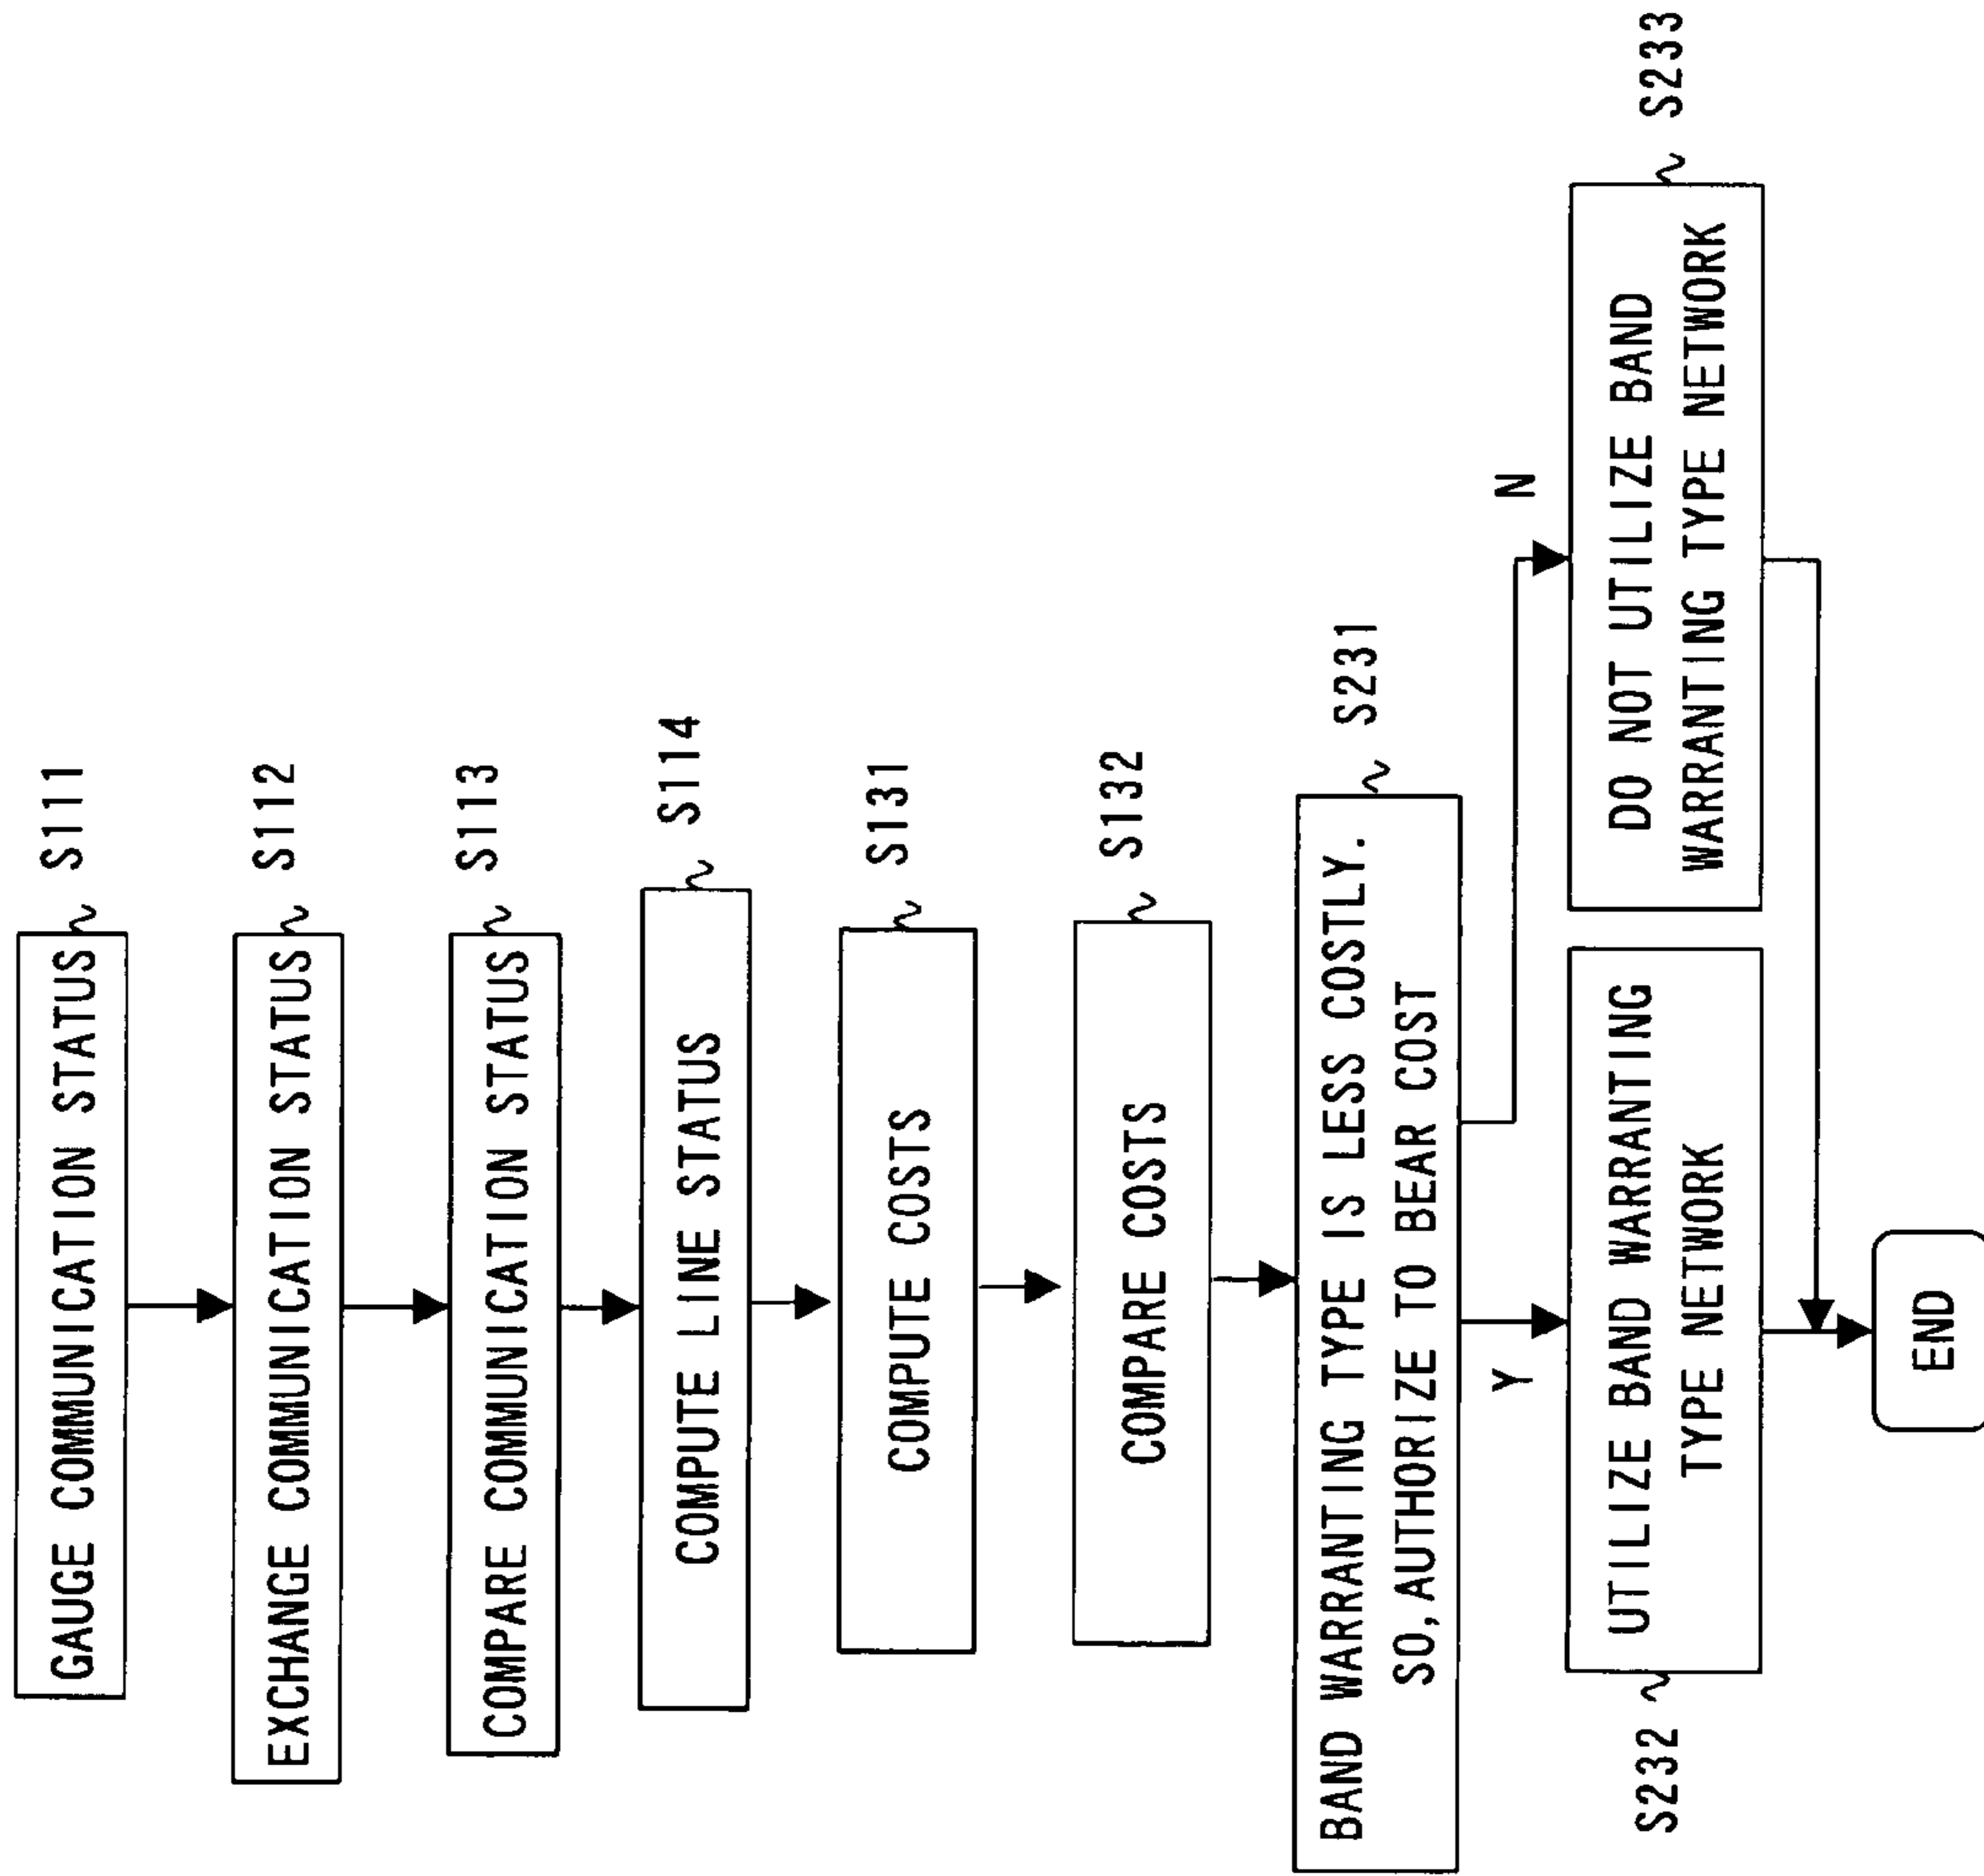 GAUGE COMMUNICATION STATUS
S111
EXCHANGE COMMUNICATION STATUS
S112
COMPARE COMMUNICATION STATUS
S113
COMPUTE LINE STATUS
S114
COMPUTE COSTS
S131
COMPARE COSTS
S132
BAND WARRANTING TYPE IS LESS COSTLY.
SO,AUTHORIZE TO BEAR COST
S231
Y
N
S232
UTILIZE BAND WARRANTING
TYPE NETWORK
DO NOT UTILIZE BAND
WARRANTING TYPE NETWORK
S233
END